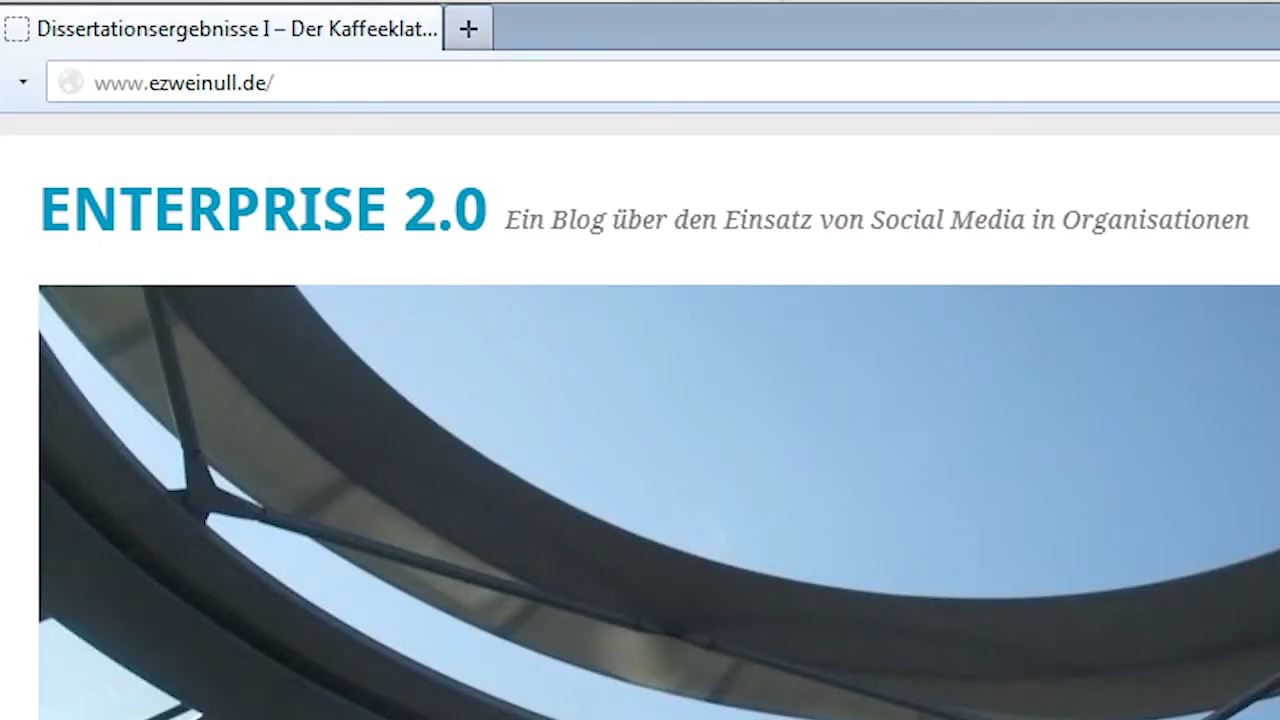 Dissertationsergebnisse I – Der Kaffeeklat...
www.ezweinull.de/
ENTERPRISE 2.0 Ein Blog über den Einsatz von Social Media in Organisationen